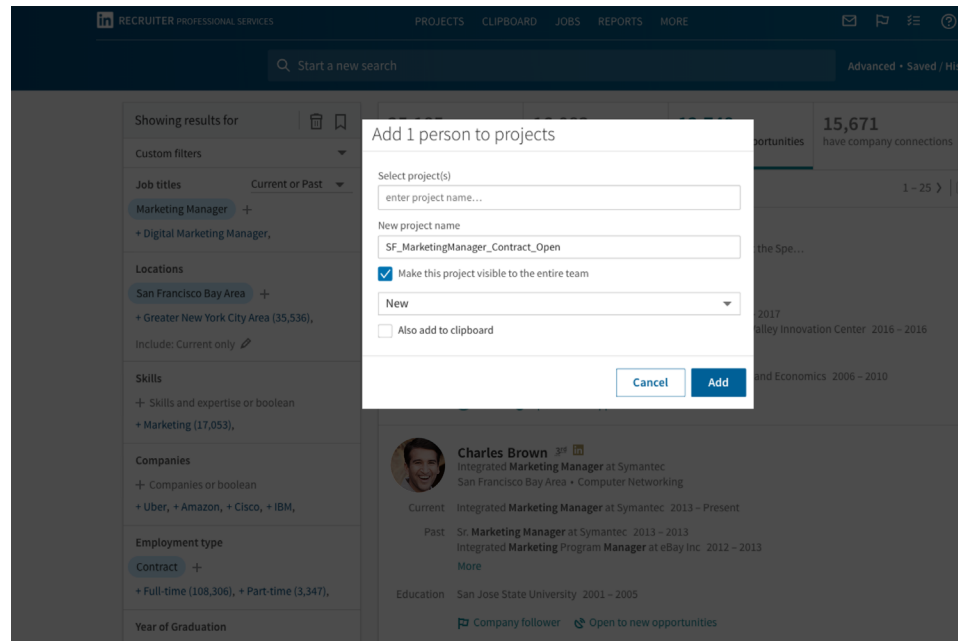 in RECRUITER PROFESSIONAL SERVICES
PROJECTS CLIPBOARD JOBS REPORTS MORE
Start a new search
Advanced • Saved / His
Showing results for
Custom filters
Job titles Current or Past
Marketing Manager +
+ Digital Marketing Manager,
Locations
San Francisco Bay Area +
+ Greater New York City Area (35,536),
Include: Current only
Skills
+ Skills and expertise or boolean
+ Marketing (17,053),
Companies
+ Companies or boolean
+ Uber, + Amazon, + Cisco, + IBM,
Employment type
Contract +
+ Full-time (108,306), + Part-time (3,347),
Year of Graduation
15,671
portunities have company connections
1 – 25
Add 1 person to projects
Select project(s)
enter project name...
New project name
SF_MarketingManager_Contract_Open
Make this project visible to the entire team
New
Also add to clipboard
Cancel Add
the Spe...
2017
alley Innovation Center 2016 – 2016
and Economics 2006 – 2010
Charles Brown 3rd in
Integrated Marketing Manager at Symantec
San Francisco Bay Area • Computer Networking
Current Integrated Marketing Manager at Symantec 2013 – Present
Past Sr. Marketing Manager at Symantec 2013 – 2013
Integrated Marketing Program Manager at eBay Inc 2012 – 2013
More
Education San Jose State University 2001 – 2005
Company follower Open to new opportunities